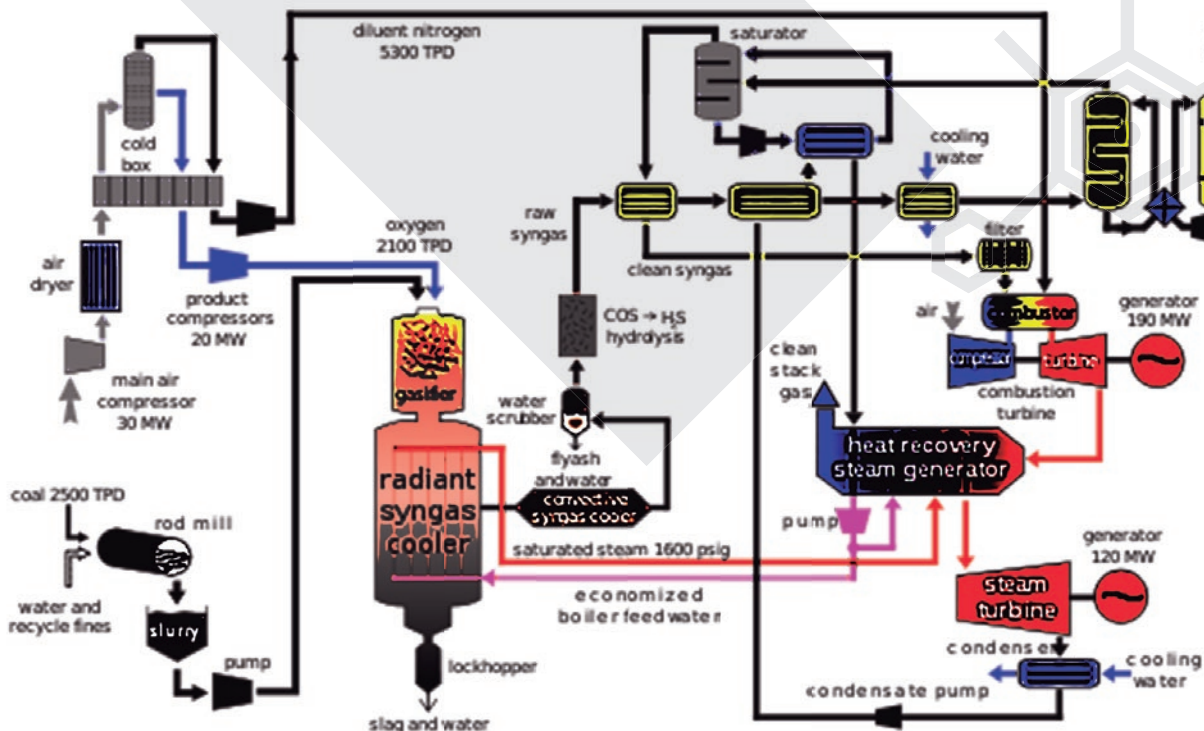 diluent nitrogen
5300 TPD
saturator
cold
box
cooling
water
oxygen
2100 TPD
raw
syngas
filter
clean syngas
air
dryer
product
compressors
20 MW
COS → H₂S
hydrolysis
air
combustor
generator
190 MW
clean
stack
gas
compressor
turbine
main air
compressor
30 MW
gasifier
water
scrubber
combustion
turbine
flyash
and water
heat recovery
steam generator
radiant
syngas
cooler
convective
syngas cooler
coal 2500 TPD
rod mill
pump
saturated steam 1600 psig
generator
120 MW
economized
boiler feed water
steam
turbine
water and
recycle fines
slurry
pump
lockhopper
condenser
cooling
water
condensate pump
slag and water